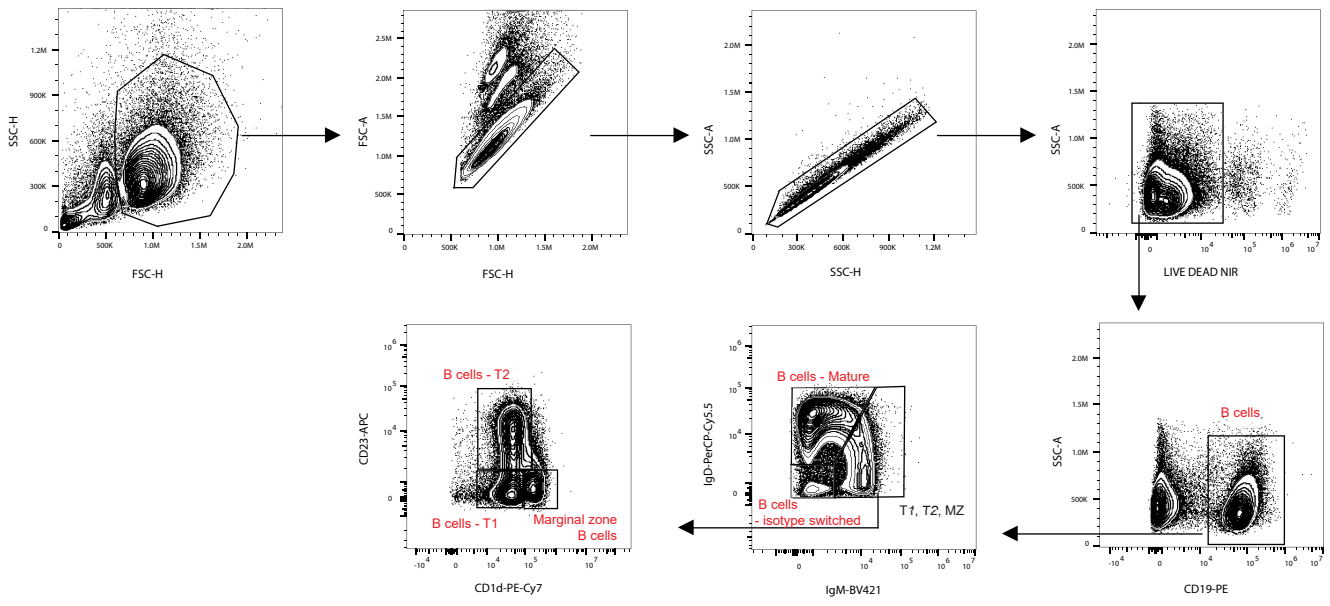 SSC-H
1.2M
900K
600K
300K
0
0
500K
1.0M
1.5M
2.0M
FSC-H
FSC-A
2.5M
2.0M
1.5M
1.0M
500K
0
0
500K
1.0M
1.5M
2.0M
FSC-H
SSC-A
2.0M
1.5M
1.0M
500K
0
0
300K
600K
900K
1.2M
SSC-H
SSC-A
2.0M
1.5M
1.0M
500K
0
0
10^4
10^5
10^6
10^7
LIVE DEAD NIR
CD23-APC
10^6
10^5
10^4
0
B cells - T2
B cells - T1
Marginal zone
B cells
-10^4
0
10^5
10^6
10^7
CD1d-PE-Cy7
IgD-PerCP-Cy5.5
10^6
10^5
10^4
0
B cells - Mature
B cells
- isotype switched
T1, T2, MZ
0
10^4
10^5
10^6
10^7
IgM-BV421
SSC-A
2.0M
1.5M
1.0M
500K
0
B cells
-10^4
0
10^4
10^5
10^6
10^7
CD19-PE